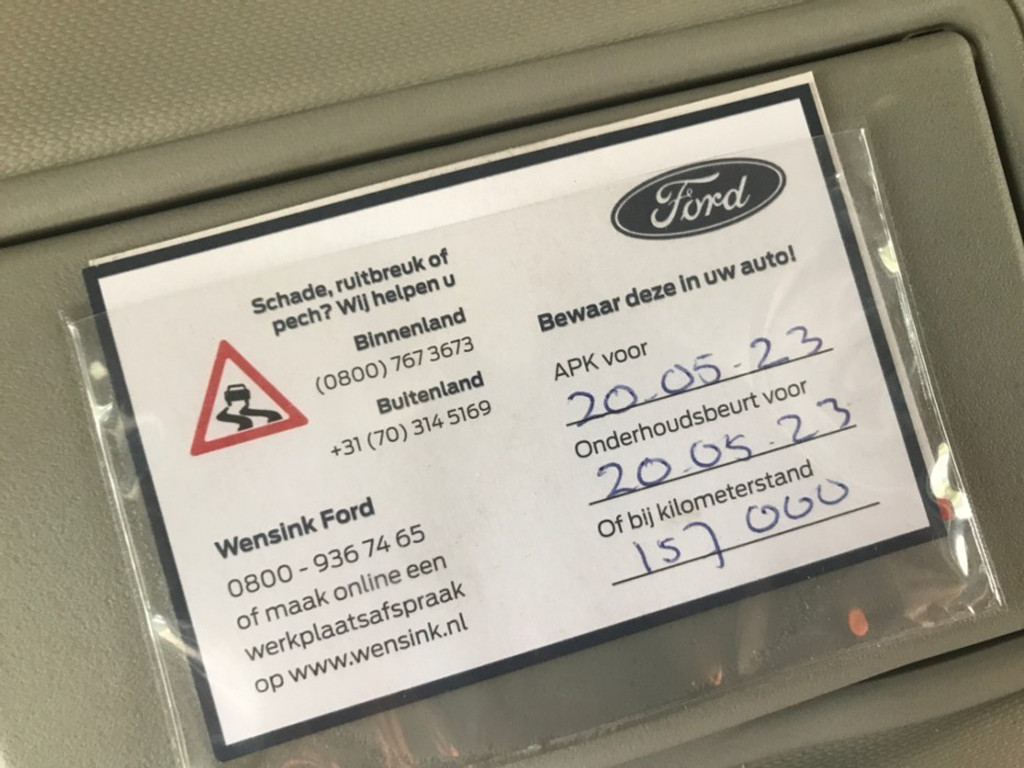 Ford
Schade, ruitbreuk of
pech? Wij helpen u
Binnenland
(0800) 767 3673
Buitenland
+31 (70) 314 5169
Wensink Ford
0800 - 936 74 65
of maak online een
werkplaatsafspraak
op www.wensink.nl
Bewaar deze in uw auto!
APK voor
20-05-23
Onderhoudsbeurt voor
20.05.23
Of bij kilometerstand
157000